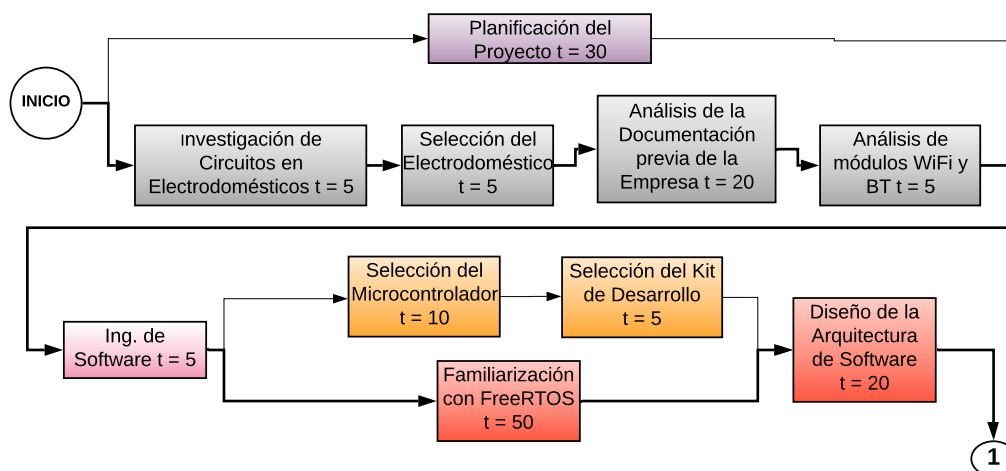 Planificación del
Proyecto t = 30
INICIO
Investigación de
Circuitos en
Electrodomésticos t = 5
Selección del
Electrodoméstico
t = 5
Análisis de la
Documentación
previa de la
Empresa t = 20
Análisis de
módulos WiFi y
BT t = 5
Ing. de
Software t = 5
Selección del
Microcontrolador
t = 10
Selección del Kit
de Desarrollo
t = 5
Familiarización
con FreeRTOS
t = 50
Diseño de la
Arquitectura
de Software
t = 20
1